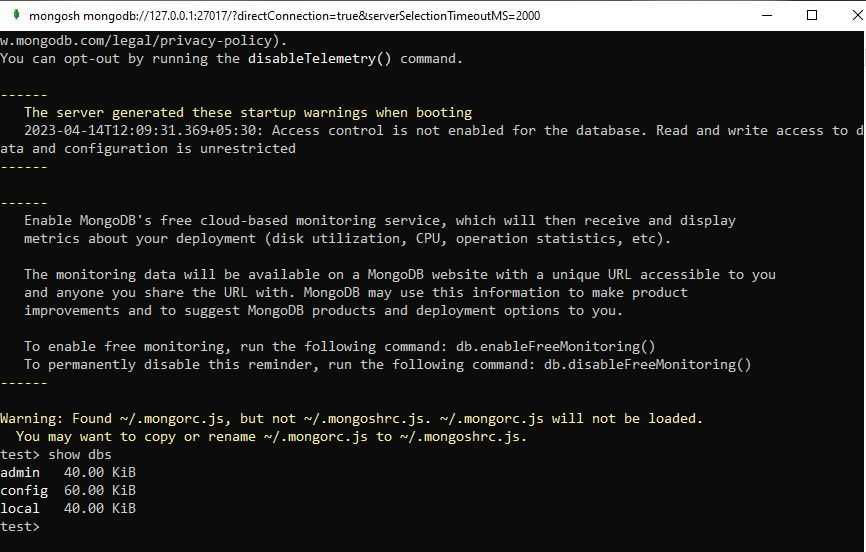 mongosh mongodb://127.0.0.1:27017/?directConnection=true&serverSelectionTimeoutMS=2000
w.mongodb.com/legal/privacy-policy).
You can opt-out by running the disableTelemetry() command.
------
The server generated these startup warnings when booting
2023-04-14T12:09:31.369+05:30: Access control is not enabled for the database. Read and write access to d
ata and configuration is unrestricted
------
------
Enable MongoDB's free cloud-based monitoring service, which will then receive and display
metrics about your deployment (disk utilization, CPU, operation statistics, etc).
The monitoring data will be available on a MongoDB website with a unique URL accessible to you
and anyone you share the URL with. MongoDB may use this information to make product
improvements and to suggest MongoDB products and deployment options to you.
To enable free monitoring, run the following command: db.enableFreeMonitoring()
To permanently disable this reminder, run the following command: db.disableFreeMonitoring()
------
Warning: Found ~/.mongorc.js, but not ~/.mongoshrc.js. ~/.mongorc.js will not be loaded.
You may want to copy or rename ~/.mongorc.js to ~/.mongoshrc.js.
test> show dbs
admin   40.00 KiB
config  60.00 KiB
local   40.00 KiB
test>